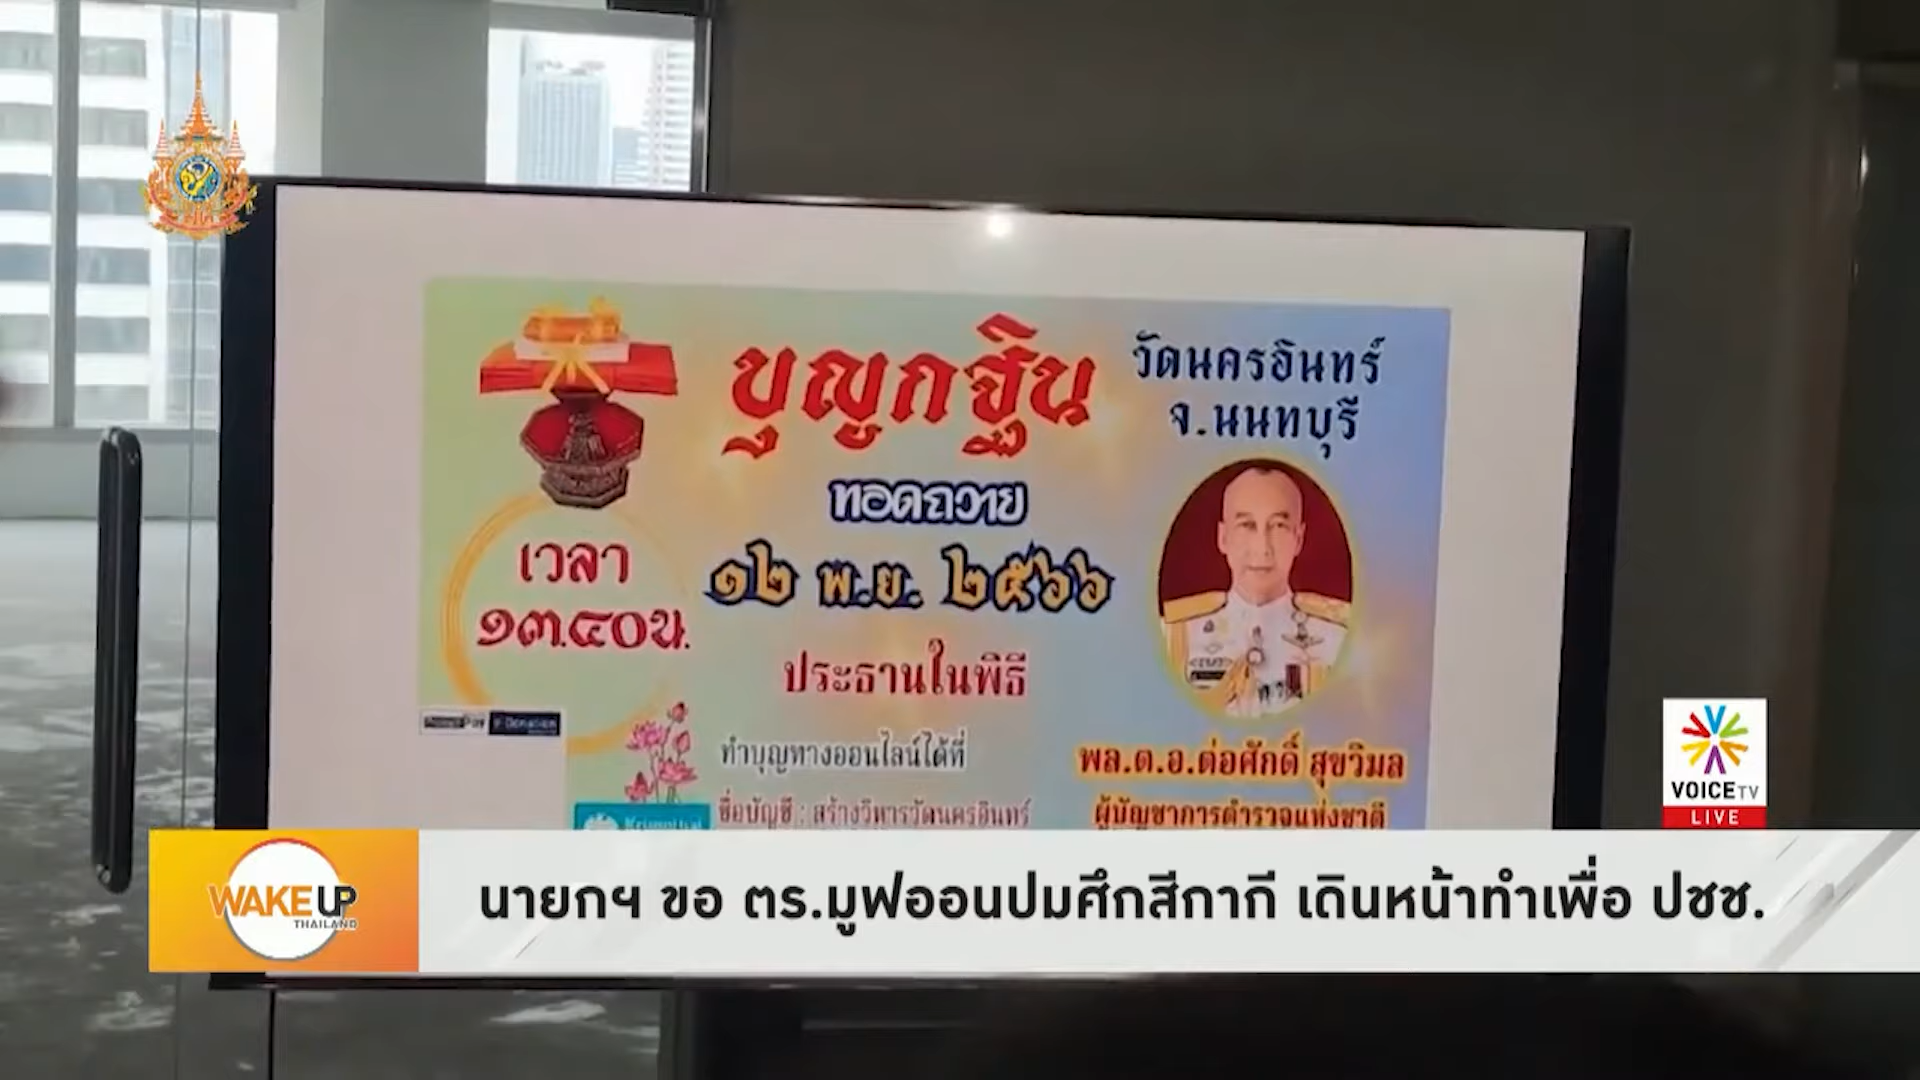 บุญกฐิน
วัดนครอินทร์
จ.นนทบุรี
ทอดถวาย
๑๒ พ.ย. ๒๕๖๖
เวลา
๑๓.๔๐น.
ประธานในพิธี
ทำบุญทางออนไลน์ได้ที่
ชื่อบัญชี : สร้างวิหารวัดนครอินทร์
พล.ต.อ.ต่อศักดิ์ สุขวิมล
ผู้บัญชาการตำรวจแห่งชาติ
Krungthai
VOICE TV
LIVE
WAKE UP
THAILAND
นายกฯ ขอ ตร.มูฟออนปมศึกสีกากี เดินหน้าทำเพื่อ ปชช.